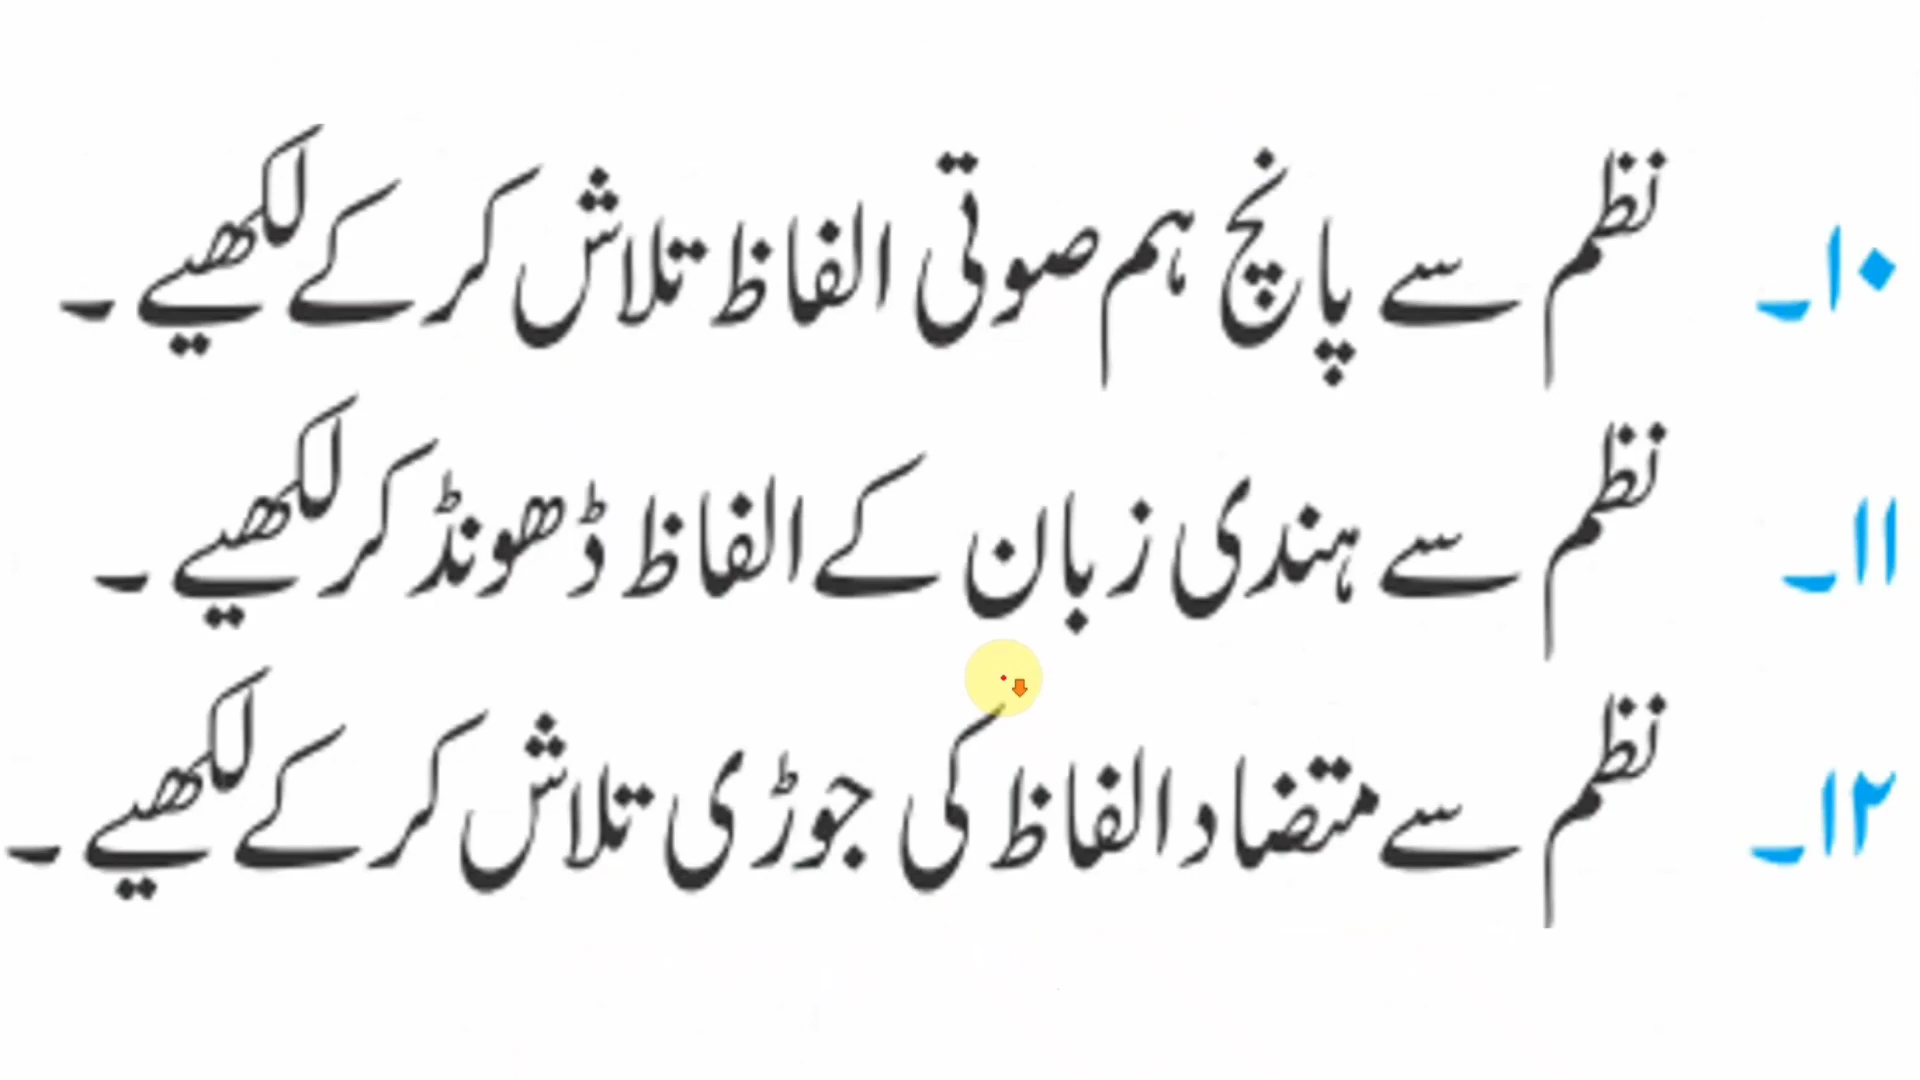 ۱۰۔ نظم سے پانچ ہم صوتی الفاظ تلاش کر کے لکھیے۔
۱۱۔ نظم سے ہندی زبان کے الفاظ ڈھونڈ کر لکھیے۔
۱۲۔ نظم سے متضاد الفاظ کی جوڑی تلاش کر کے لکھیے۔